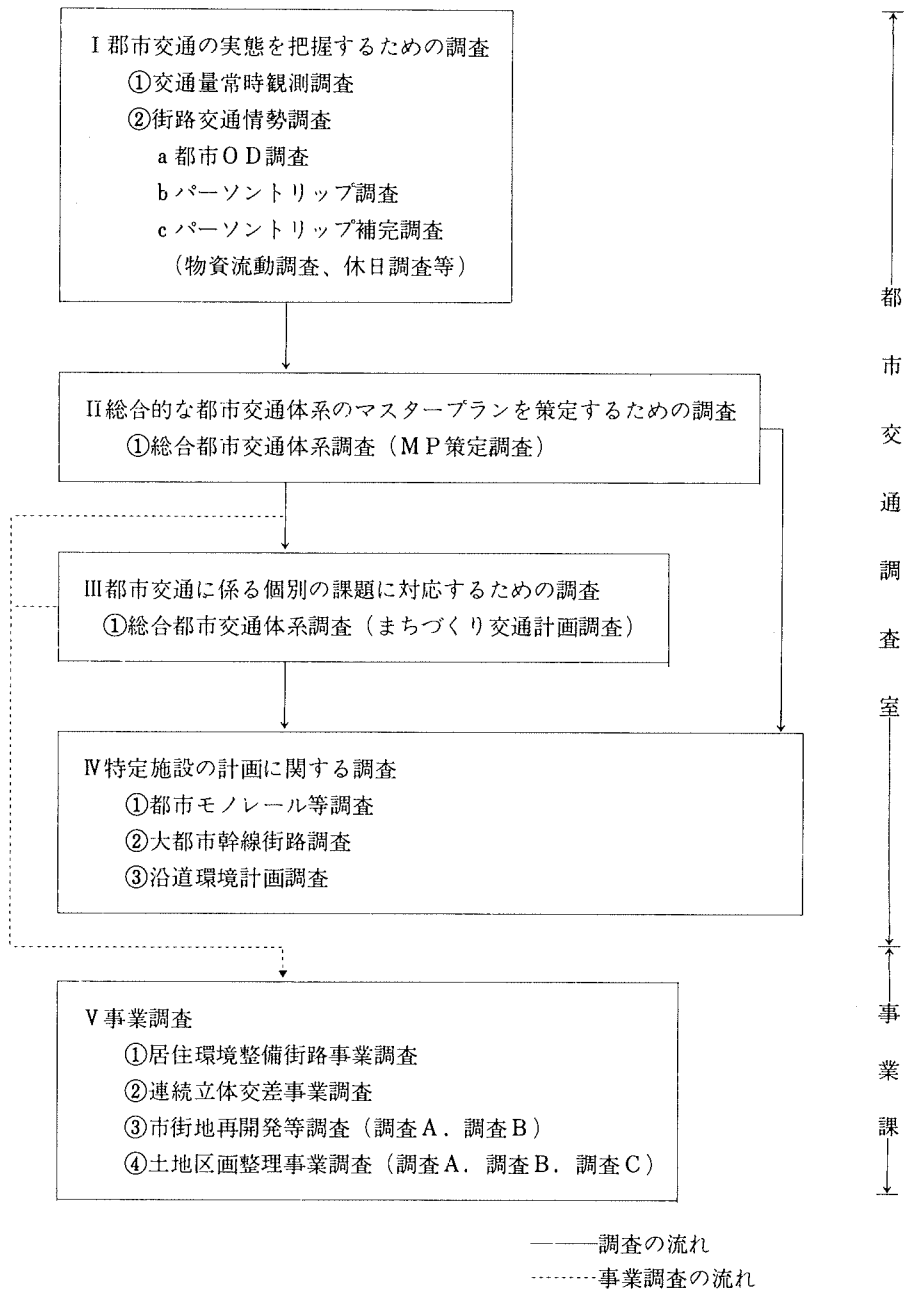 Ⅰ郡市交通の実態を把握するための調査
①交通量常時観測調査
②街路交通情勢調査
a都市OD調査
bパーソントリップ調査
cパーソントリップ補完調査
(物資流動調査、休日調査等)
Ⅱ総合的な都市交通体系のマスタープランを策定するための調査
①総合都市交通体系調査(MP策定調査)
Ⅲ都市交通に係る個別の課題に対応するための調査
①総合都市交通体系調査(まちづくり交通計画調査)
Ⅳ特定施設の計画に関する調査
①都市モノレール等調査
②大都市幹線街路調査
③沿道環境計画調査
Ⅴ事業調査
①居住環境整備街路事業調査
②連続立体交差事業調査
③市街地再開発等調査(調査A.調査B)
④土地区画整理事業調査(調査A.調査B.調査C)
都市交通調査室
事業課
調査の流れ
事業調査の流れ